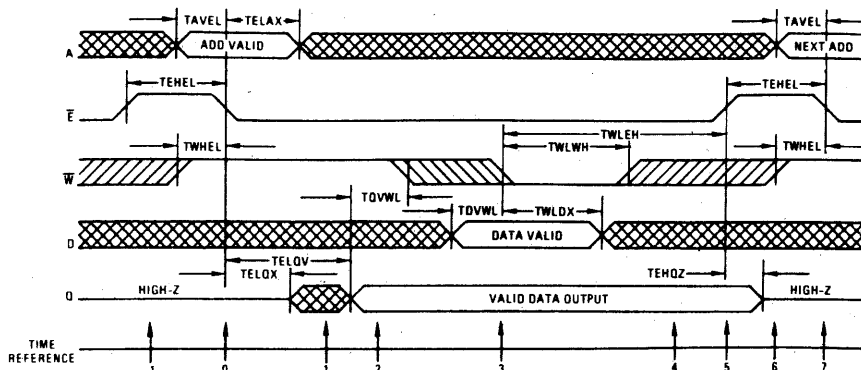 TAVEL TELAX TAVEL
A ADD VALID NEXT ADD
TEHEL TEHEL
E
TWLEH
TWHEL TWLWH TWHEL
W
TQVWL
TDVWL TWLDX
D DATA VALID
TELQV
TELQX TEHQZ
Q HIGH-Z VALID DATA OUTPUT HIGH-Z
TIME
REFERENCE
-1 0 1 2 3 4 5 6 7